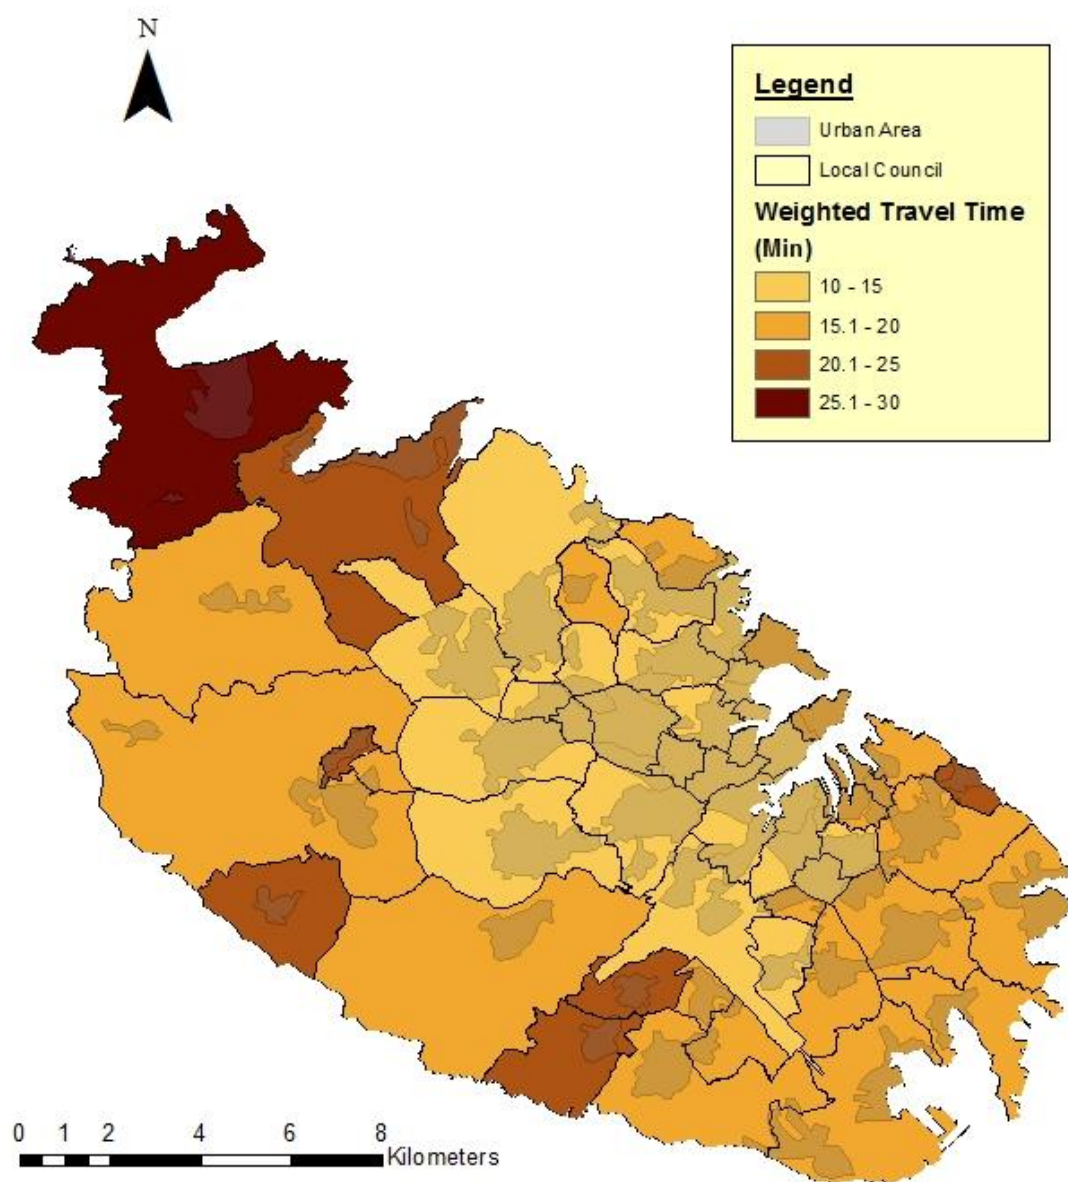 N
Legend
Urban Area
Local Council
Weighted Travel Time
(Min)
10 - 15
15.1 - 20
20.1 - 25
25.1 - 30
0 1 2 4 6 8
Kilometers